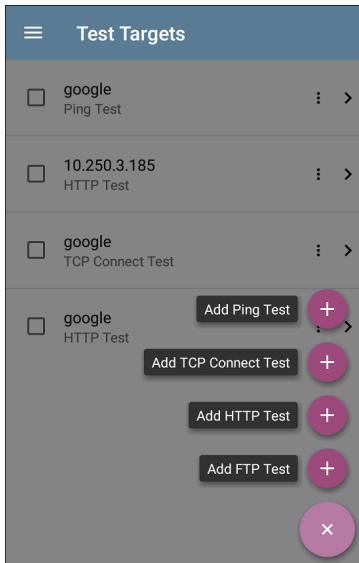 Test Targets
google
Ping Test
10.250.3.185
HTTP Test
google
TCP Connect Test
google
HTTP Test
Add Ping Test
Add TCP Connect Test
Add HTTP Test
Add FTP Test